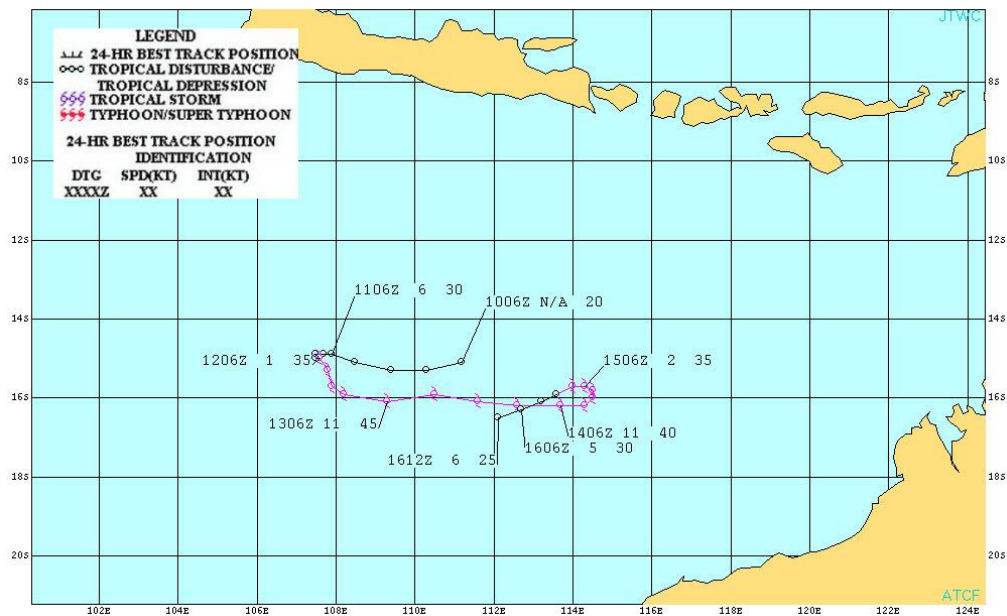 JTWC
LEGEND
24-HR BEST TRACK POSITION
TROPICAL DISTURBANCE/
TROPICAL DEPRESSION
TROPICAL STORM
TYPHOON/SUPER TYPHOON
24-HR BEST TRACK POSITION
IDENTIFICATION
DTG SPD(KT) INT(KT)
XXXXZ XX XX
8S 8S
10S 10S
12S 12S
14S 14S
1106Z 6 30
1006Z N/A 20
1206Z 1 35
1506Z 2 35
16S 16S
1306Z 11 45
1406Z 11 40
1606Z 5 30
1612Z 6 25
18S 18S
20S 20S
ATCF
102E 104E 106E 108E 110E 112E 114E 116E 118E 120E 122E 124E